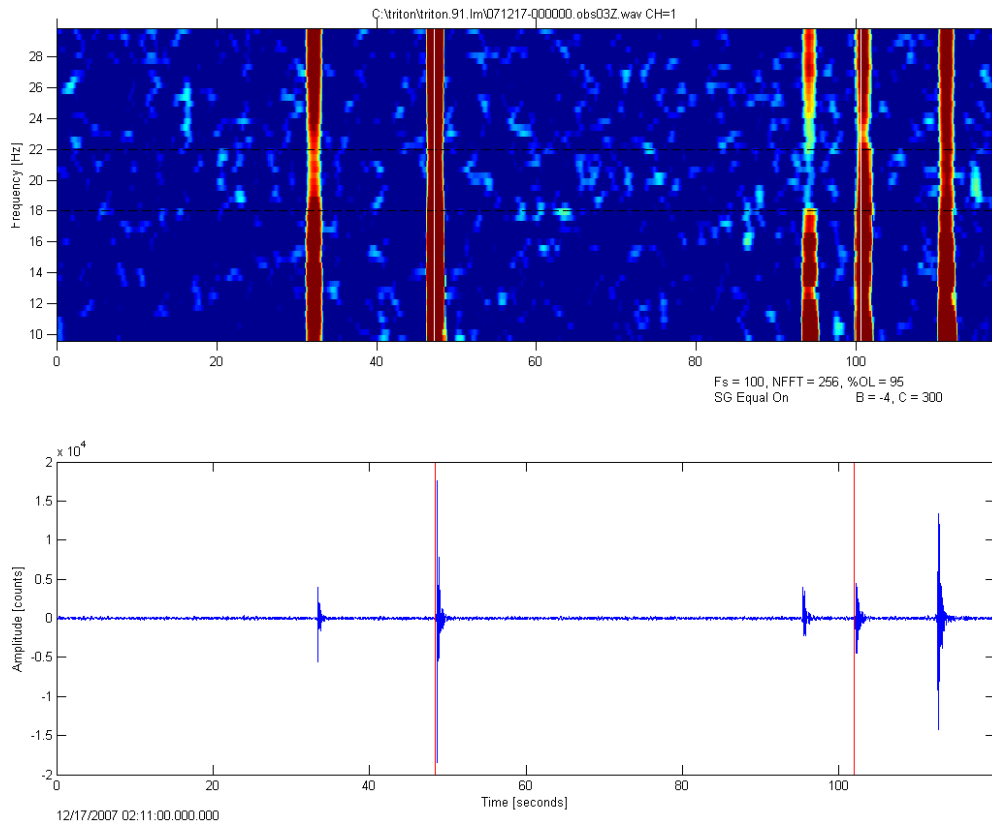 C:\triton\triton.91.lm\071217-000000.obs03Z.wav CH=1
28
26
24
22
20
18
16
14
12
10
Frequency [Hz]
0 20 40 60 80 100
Fs = 100, NFFT = 256, %OL = 95
SG Equal On B = -4, C = 300
x 10^4
2
1.5
1
0.5
0
-0.5
-1
-1.5
-2
Amplitude [counts]
0 20 40 60 80 100
Time [seconds]
12/17/2007 02:11:00.000.000